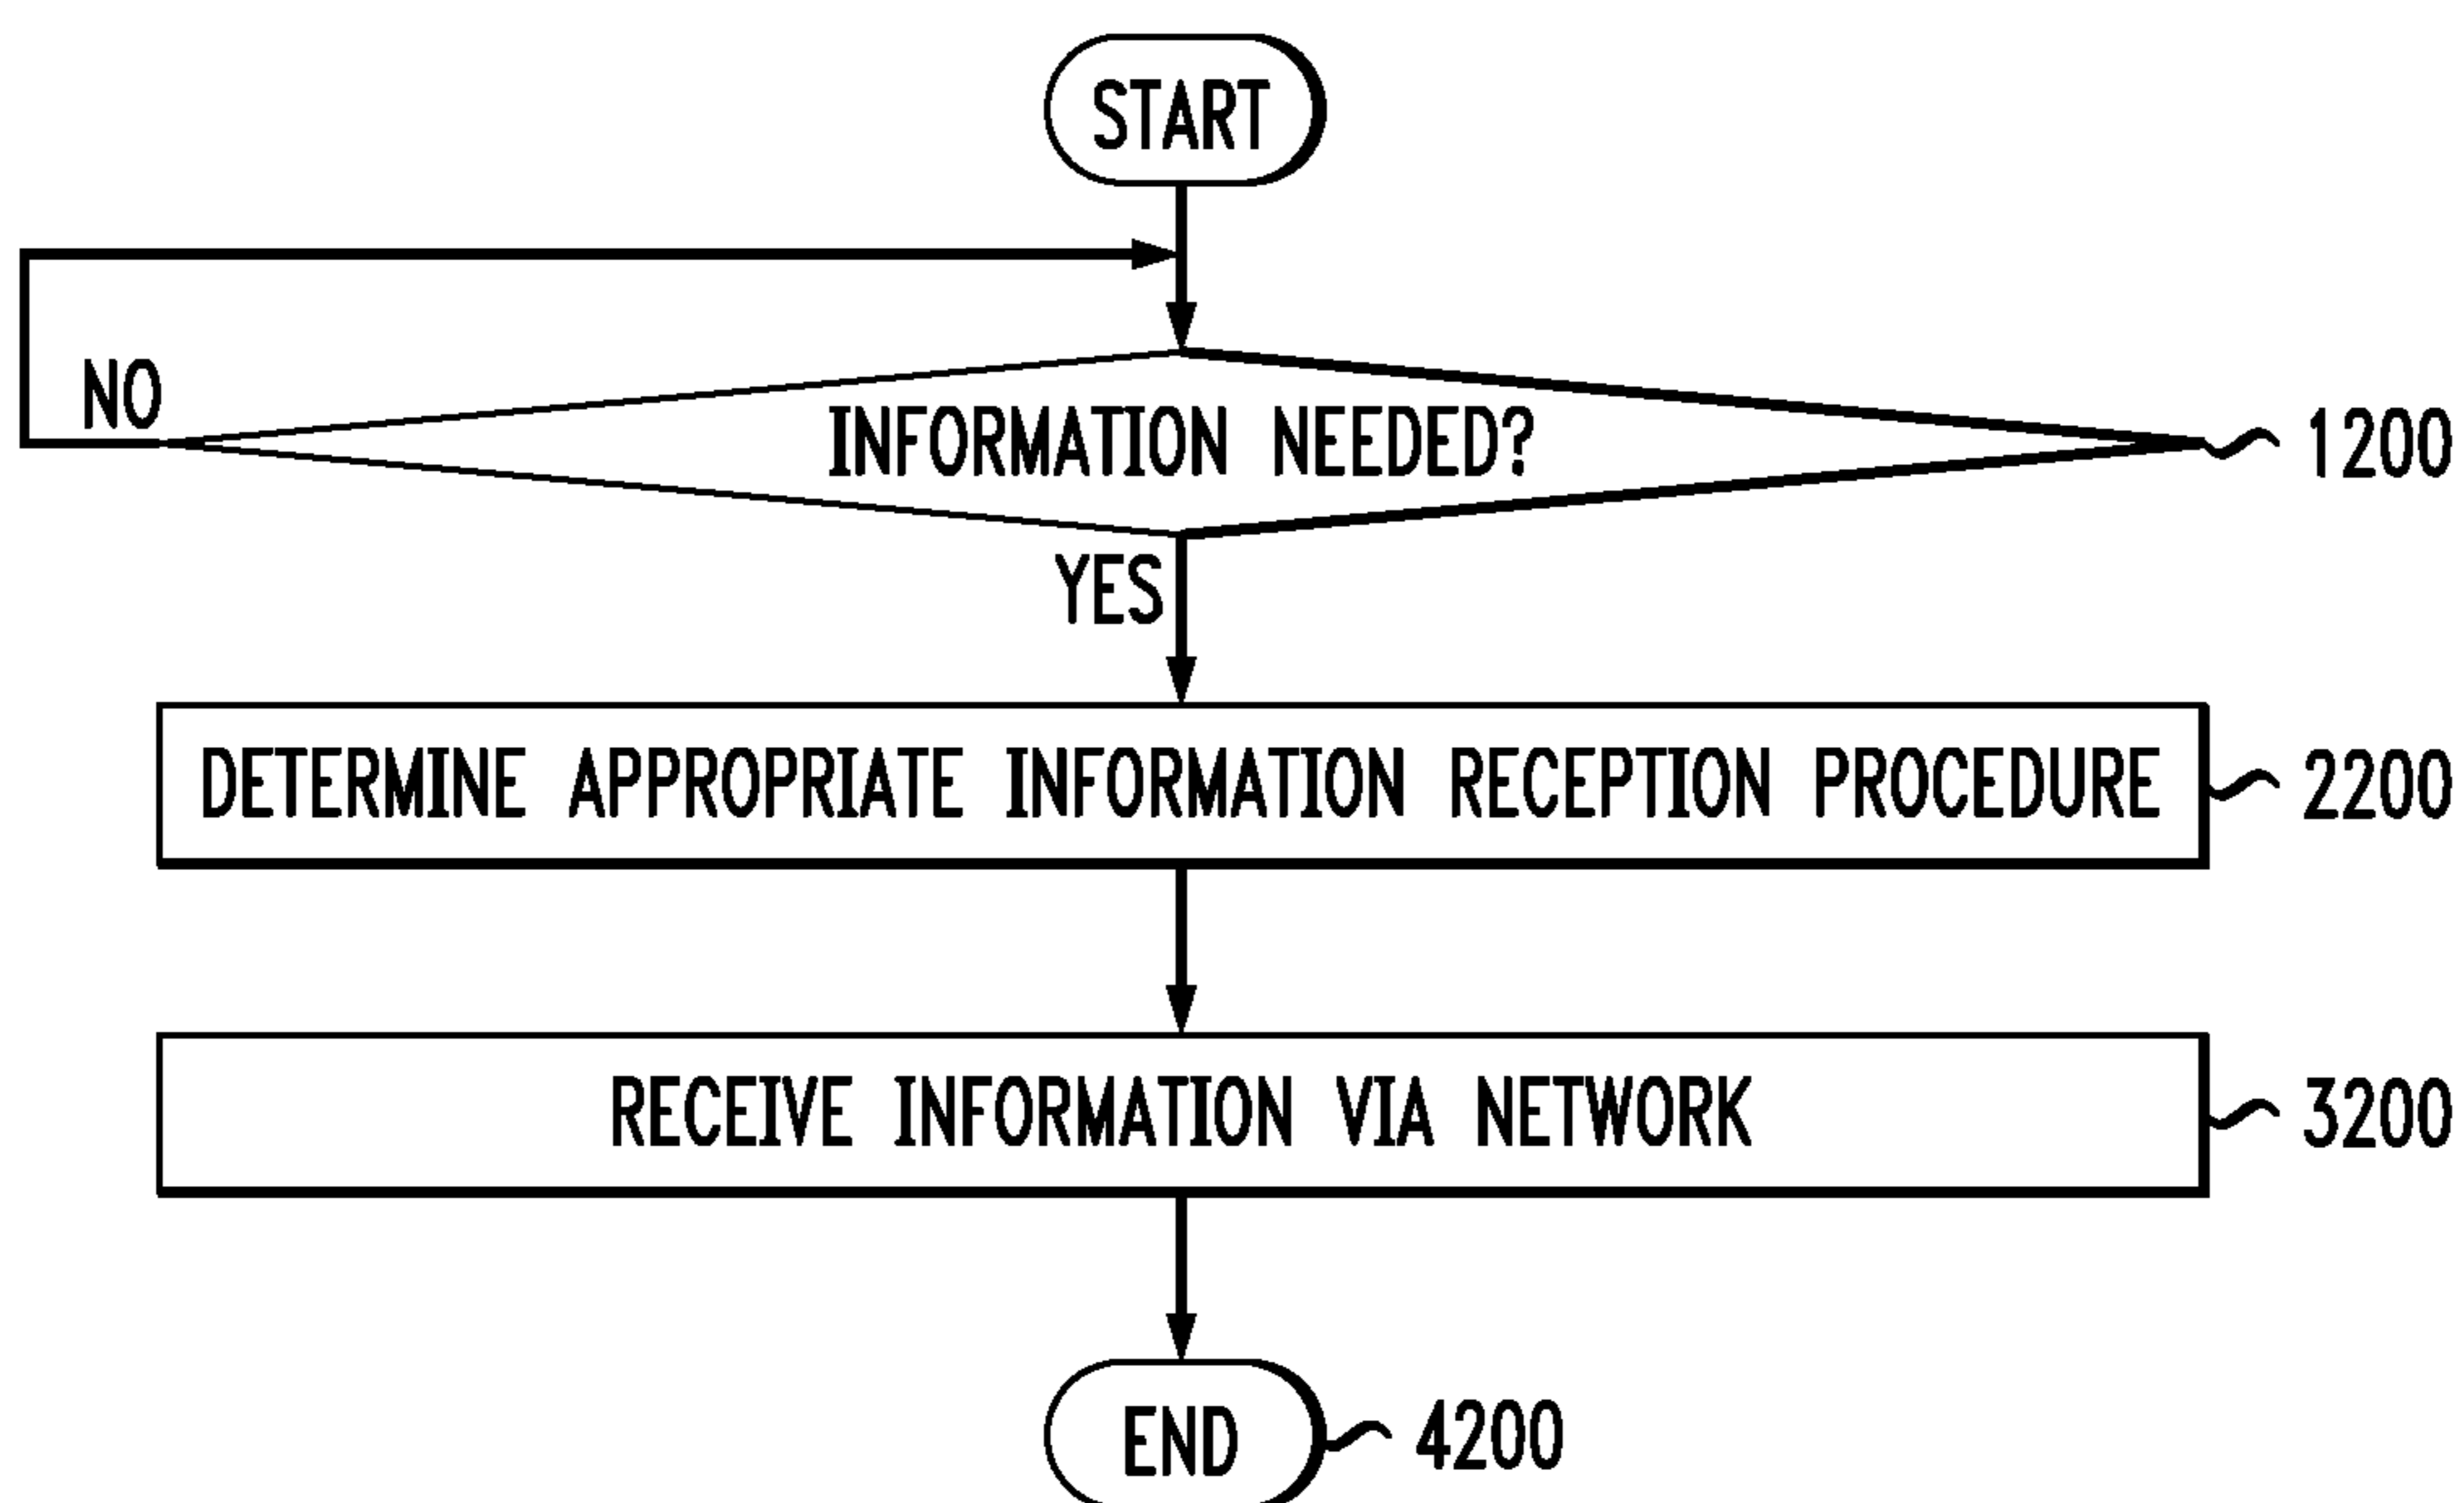 START
NO
INFORMATION NEEDED?
1200
YES
DETERMINE APPROPRIATE INFORMATION RECEPTION PROCEDURE
2200
RECEIVE INFORMATION VIA NETWORK
3200
END
4200